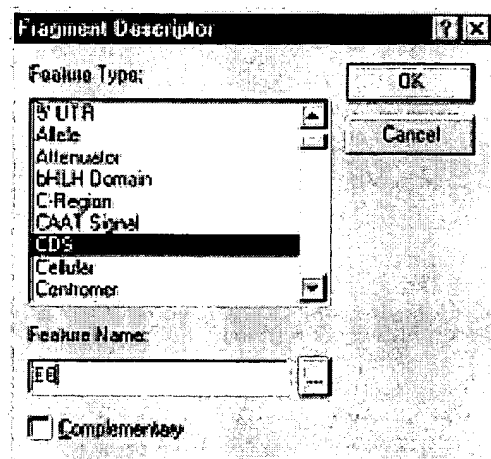 Fragment Descriptor
Feature Type:
OK
5' UTR
Allele
Cancel
Attenuator
bHLH Domain
C-Region
CAAT Signal
CDS
Cellular
Centromer
Feature Name:
E6
...
Complementary